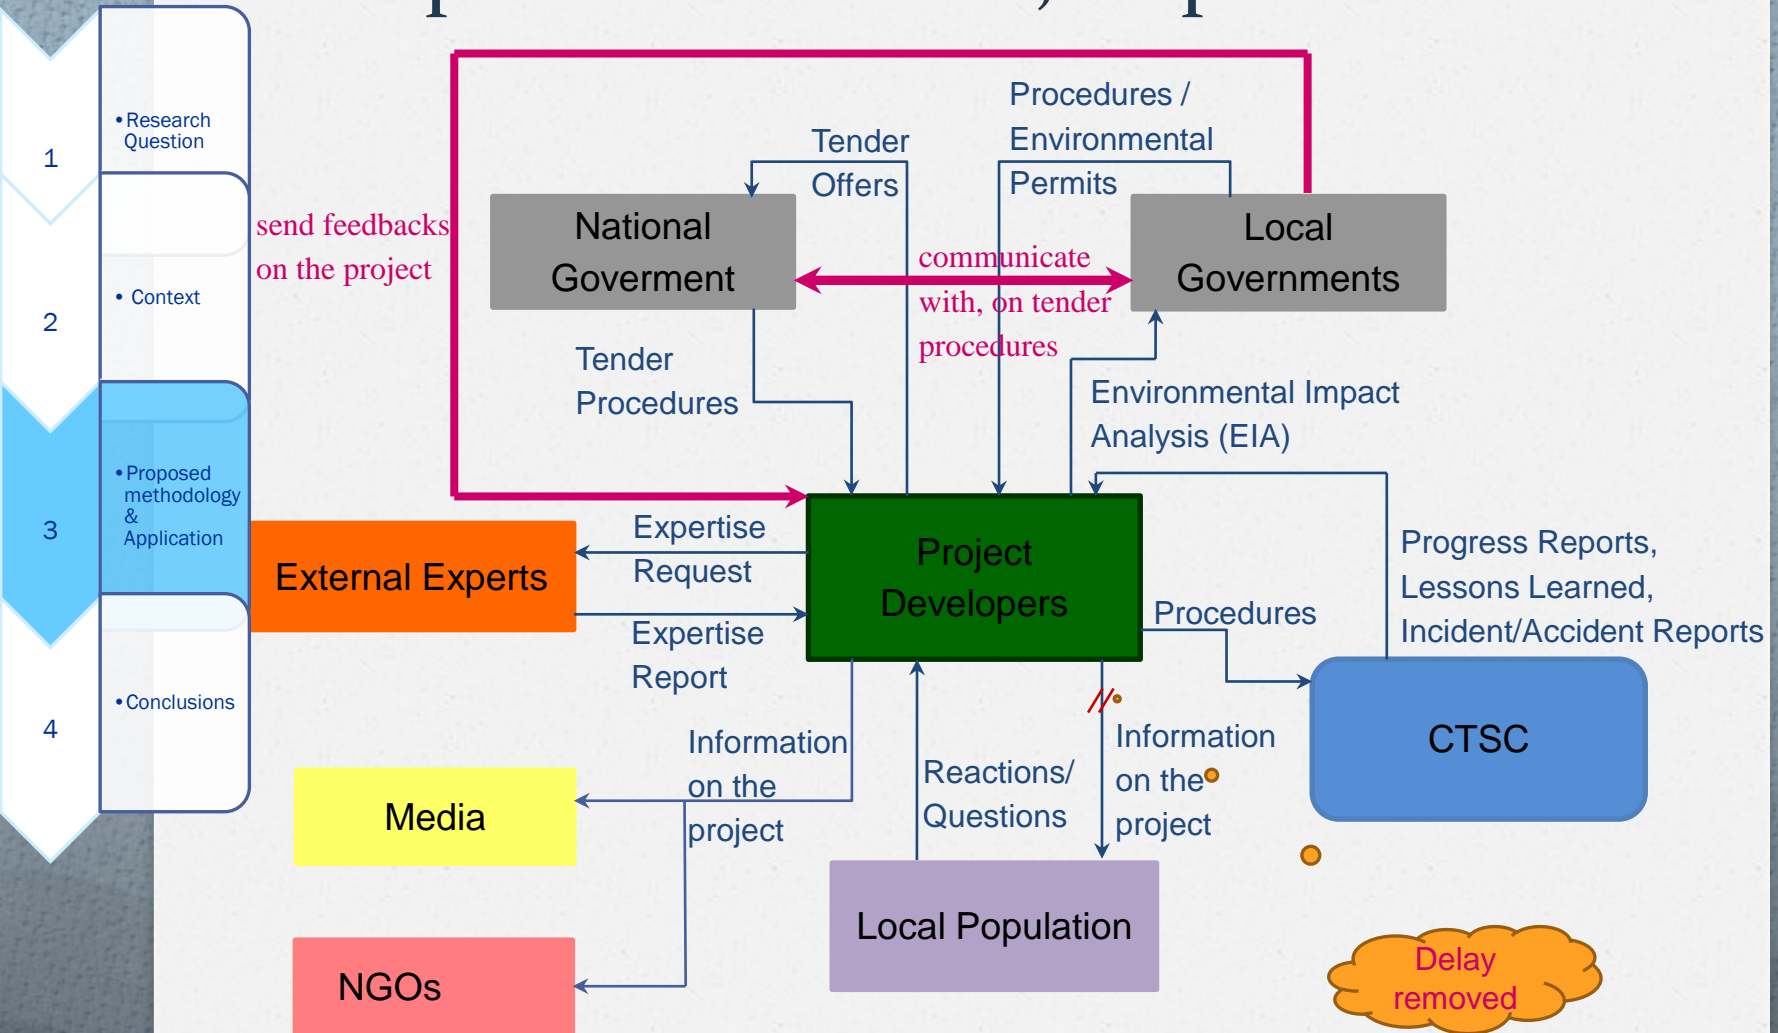 1
•Research
Question
2
• Context
3
•Proposed
methodology
&
Application
4
•Conclusions
send feedbacks
on the project
Tender
Offers
Procedures /
Environmental
Permits
National
Goverment
communicate
with, on tender
procedures
Local
Governments
Tender
Procedures
Environmental Impact
Analysis (EIA)
External Experts
Expertise
Request
Expertise
Report
Project
Developers
Procedures
Progress Reports,
Lessons Learned,
Incident/Accident Reports
CTSC
Information
on the
project
Reactions/
Questions
Information
on the
project
Media
Local Population
NGOs
Delay
removed